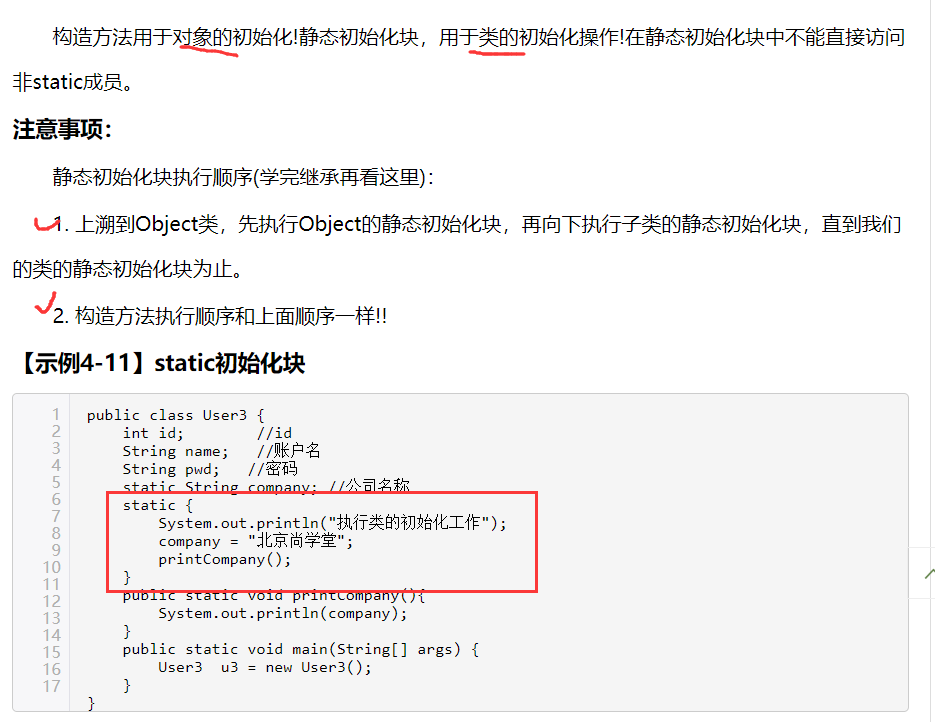 构造方法用于对象的初始化!静态初始化块，用于类的初始化操作!在静态初始化块中不能直接访问
非static成员。
注意事项：
静态初始化块执行顺序(学完继承再看这里)：
1. 上溯到Object类，先执行Object的静态初始化块，再向下执行子类的静态初始化块，直到我们
的类的静态初始化块为止。
2. 构造方法执行顺序和上面顺序一样!!
【示例4-11】static初始化块
1 public class User3 {
2 int id; //id
3 String name; //账户名
4 String pwd; //密码
5 static String company; //公司名称
6 static {
7 System.out.println("执行类的初始化工作");
8 company = "北京尚学堂";
9 printCompany();
10 }
11 public static void printCompany(){
12 System.out.println(company);
13 }
14 public static void main(String[] args) {
15 User3  u3 = new User3();
16 }
17 }